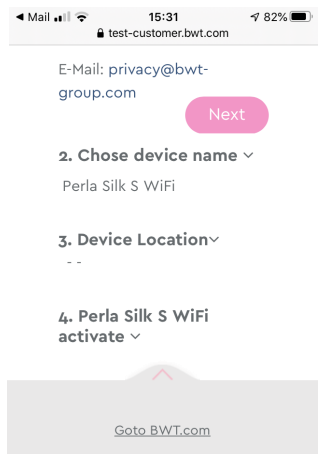 Mail 15:31 82%
test-customer.bwt.com
E-Mail: privacy@bwt-
group.com
Next
2. Chose device name
Perla Silk S WiFi
3. Device Location
- -
4. Perla Silk S WiFi
activate
Goto BWT.com